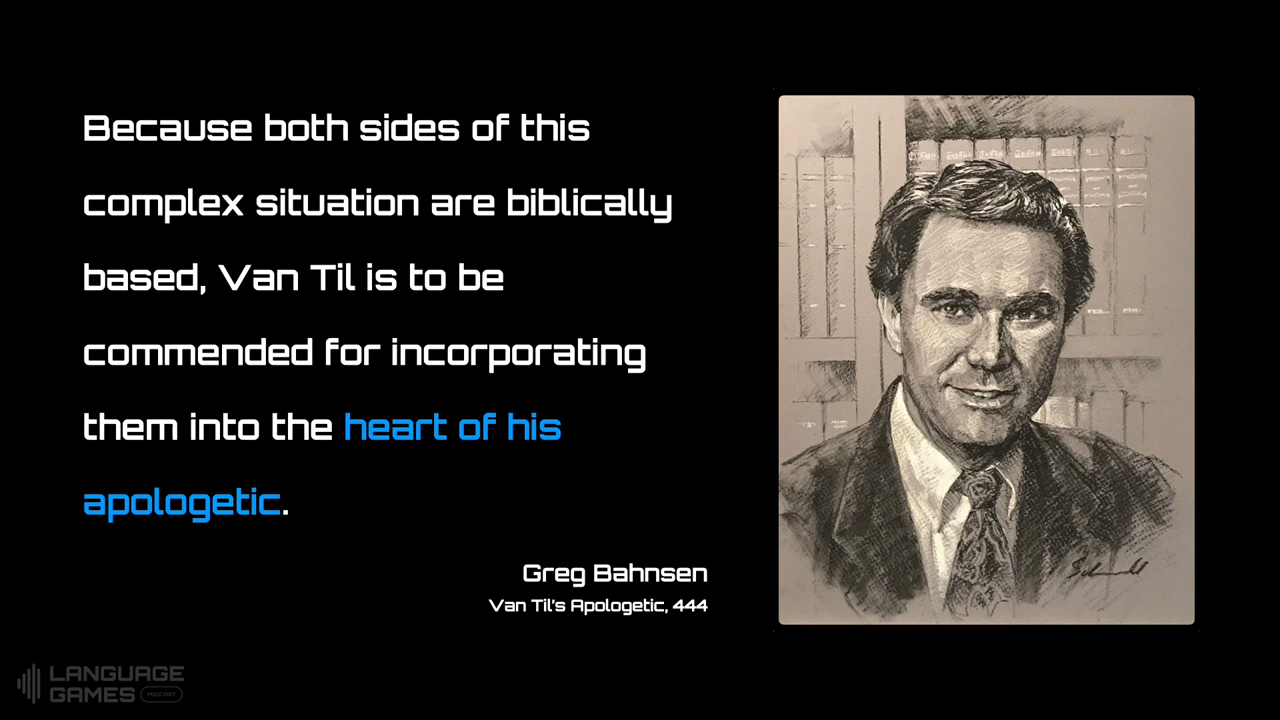 Because both sides of this
complex situation are biblically
based, Van Til is to be
commended for incorporating
them into the heart of his
apologetic.
Greg Bahnsen
Van Til's Apologetic, 444
LANGUAGE
GAMES PODCAST